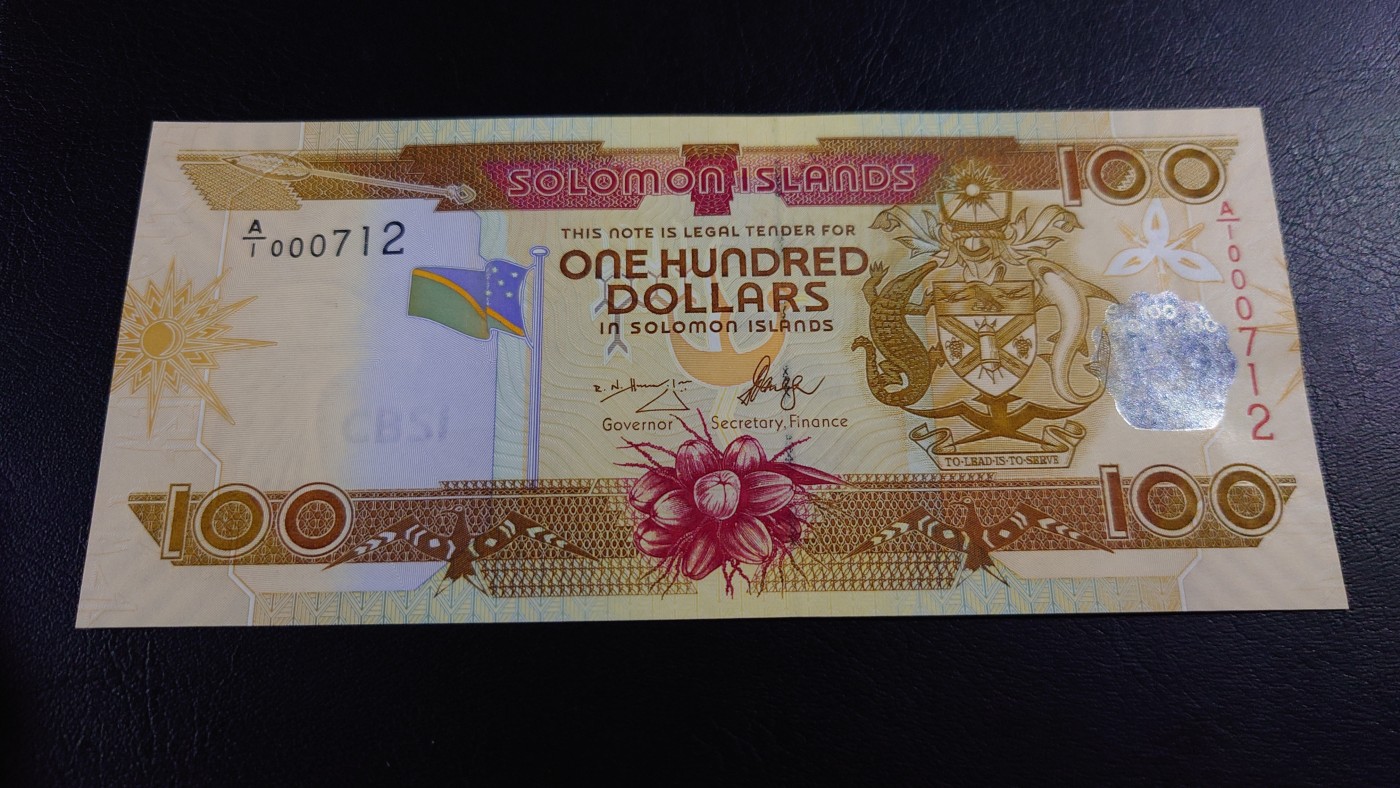 SOLOMON ISLANDS
100
A/1 000712
THIS NOTE IS LEGAL TENDER FOR
ONE HUNDRED
DOLLARS
IN SOLOMON ISLANDS
A/1 000712
100
CBSI
Governor
Secretary, Finance
TO·LEAD·IS·TO·SERVE
100
100